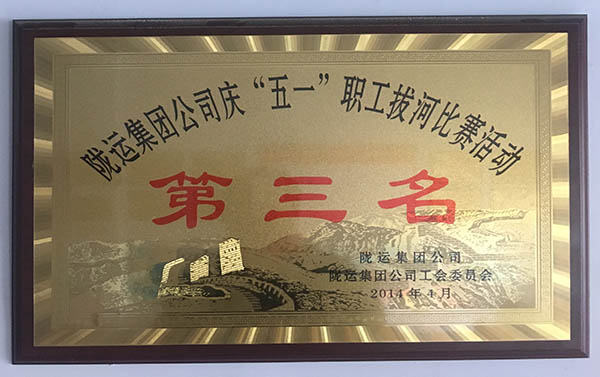 陇运集团公司庆“五一”职工拔河比赛活动
第三名
陇运集团公司
陇运集团公司工会委员会
2014年4月